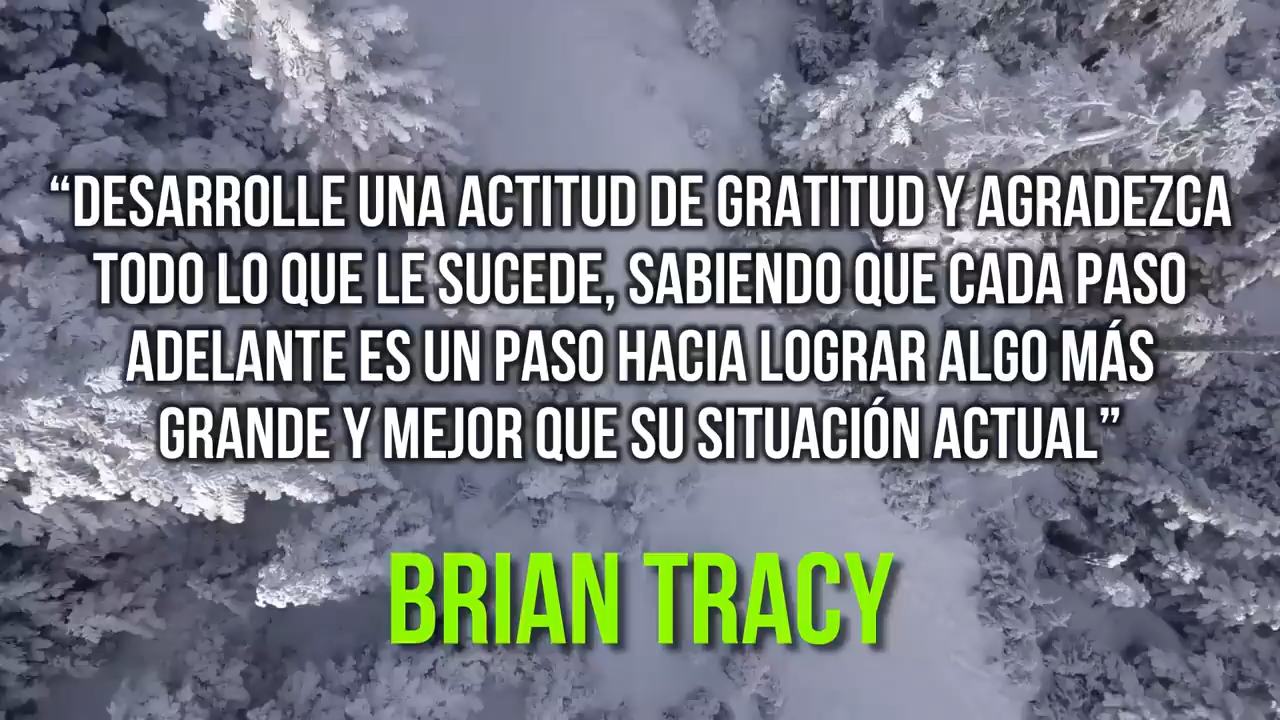 “DESARROLLE UNA ACTITUD DE GRATITUD Y AGRADEZCA
TODO LO QUE LE SUCEDE, SABIENDO QUE CADA PASO
ADELANTE ES UN PASO HACIA LOGRAR ALGO MÁS
GRANDE Y MEJOR QUE SU SITUACIÓN ACTUAL”
BRIAN TRACY